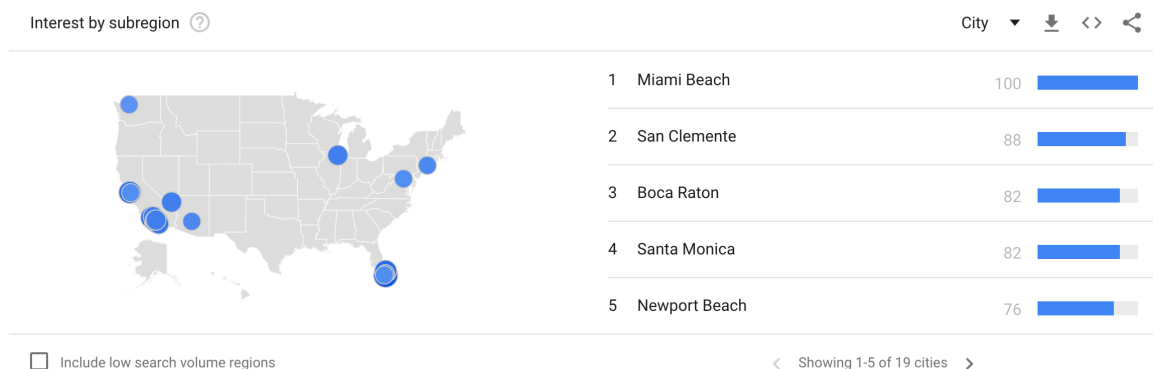 Interest by subregion ?
City
1 Miami Beach 100
2 San Clemente 88
3 Boca Raton 82
4 Santa Monica 82
5 Newport Beach 76
Include low search volume regions
Showing 1-5 of 19 cities